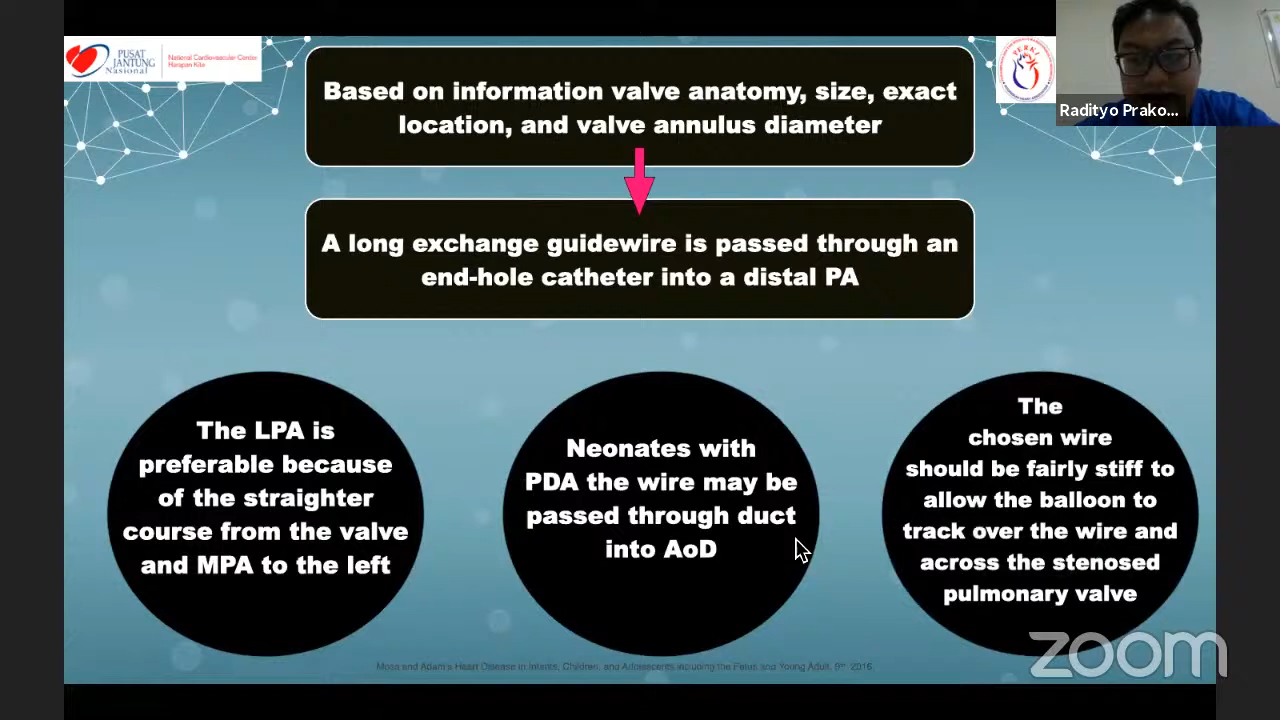 PUSAT
JANTUNG
Nasional
National Cardiovascular Center
Harapan Kita
PERKI
Radityo Prako...
Based on information valve anatomy, size, exact
location, and valve annulus diameter
A long exchange guidewire is passed through an
end-hole catheter into a distal PA
The LPA is
preferable because
of the straighter
course from the valve
and MPA to the left
Neonates with
PDA the wire may be
passed through duct
into AoD
The
chosen wire
should be fairly stiff to
allow the balloon to
track over the wire and
across the stenosed
pulmonary valve
Moss and Adam's Heart Disease in Infants, Children, and Adolescents including the Fetus and Young Adult, 9th. 2016
zoom